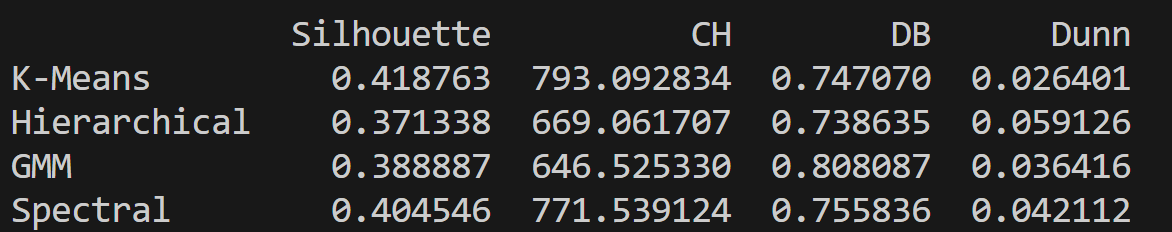 Silhouette CH DB Dunn
K-Means 0.418763 793.092834 0.747070 0.026401
Hierarchical 0.371338 669.061707 0.738635 0.059126
GMM 0.388887 646.525330 0.808087 0.036416
Spectral 0.404546 771.539124 0.755836 0.042112